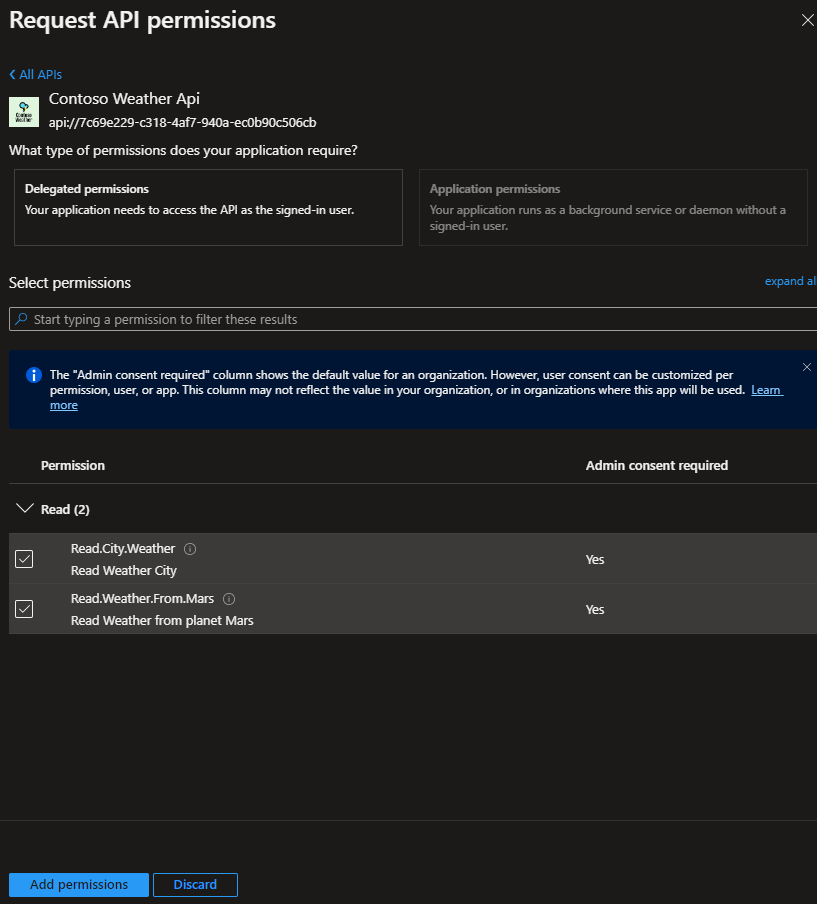 Request API permissions
All APIs
Contoso Weather
Contoso Weather Api
api://7c69e229-c318-4af7-940a-ec0b90c506cb
What type of permissions does your application require?
Delegated permissions
Your application needs to access the API as the signed-in user.
Application permissions
Your application runs as a background service or daemon without a
signed-in user.
Select permissions
expand al
Start typing a permission to filter these results
The "Admin consent required" column shows the default value for an organization. However, user consent can be customized per
permission, user, or app. This column may not reflect the value in your organization, or in organizations where this app will be used. Learn
more
Permission Admin consent required
Read (2)
Read.City.Weather
Read Weather City
Yes
Read.Weather.From.Mars
Read Weather from planet Mars
Yes
Add permissions Discard